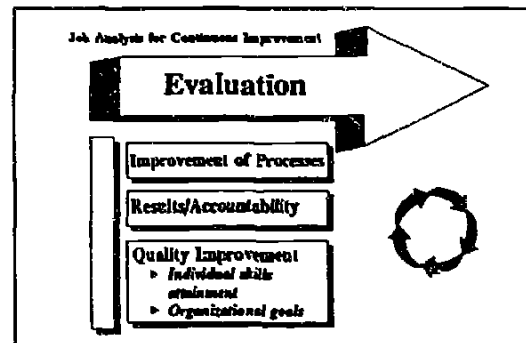 Job Analysis for Continuous Improvement
Evaluation
Improvement of Processes
Results/Accountability
Quality Improvement
▸ Individual skills
attainment
▸ Organizational goals